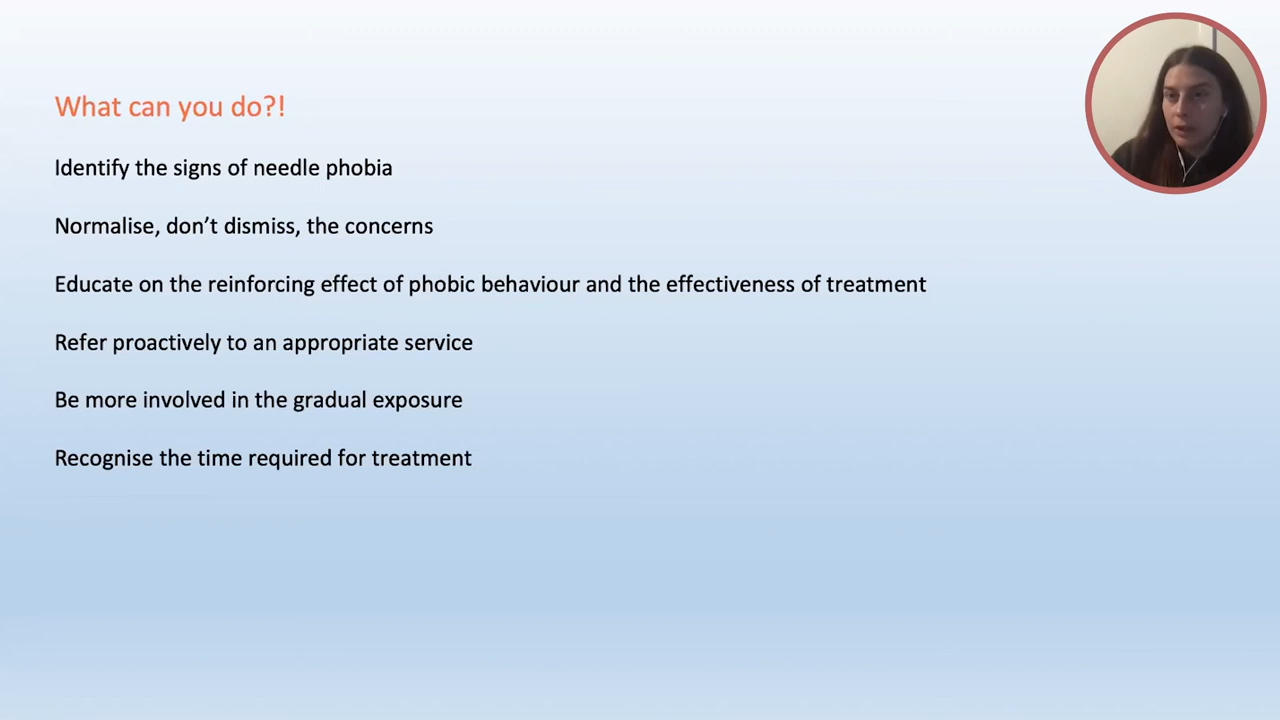 What can you do?!
Identify the signs of needle phobia
Normalise, don’t dismiss, the concerns
Educate on the reinforcing effect of phobic behaviour and the effectiveness of treatment
Refer proactively to an appropriate service
Be more involved in the gradual exposure
Recognise the time required for treatment